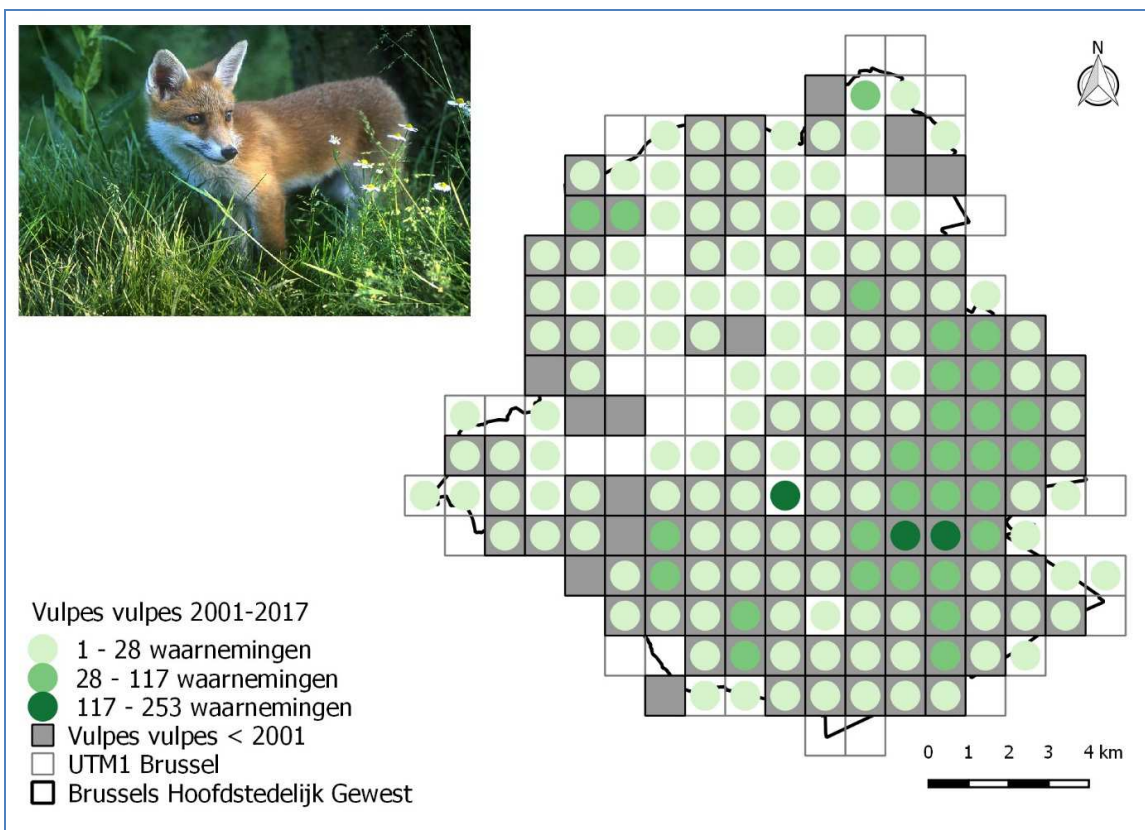 N
Vulpes vulpes 2001-2017
1 - 28 waarnemingen
28 - 117 waarnemingen
117 - 253 waarnemingen
Vulpes vulpes < 2001
UTM1 Brussel
Brussels Hoofdstedelijk Gewest
0 1 2 3 4 km